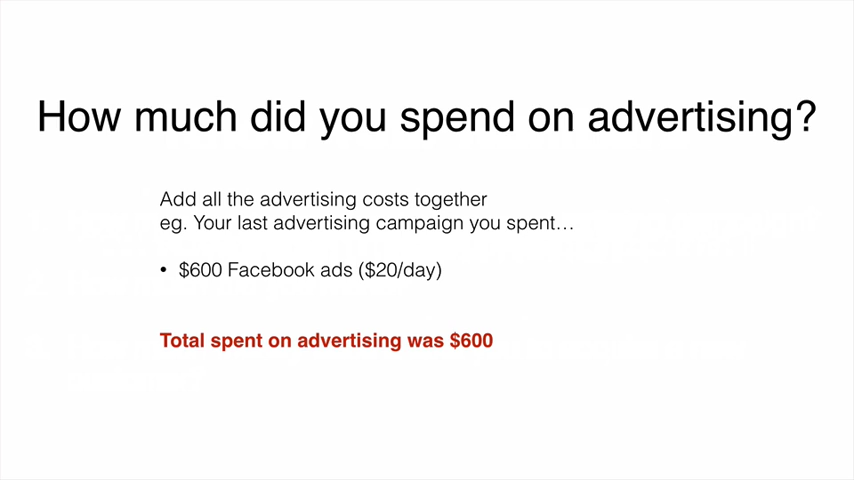 How much did you spend on advertising?
Add all the advertising costs together
eg. Your last advertising campaign you spent…
• $600 Facebook ads ($20/day)
Total spent on advertising was $600